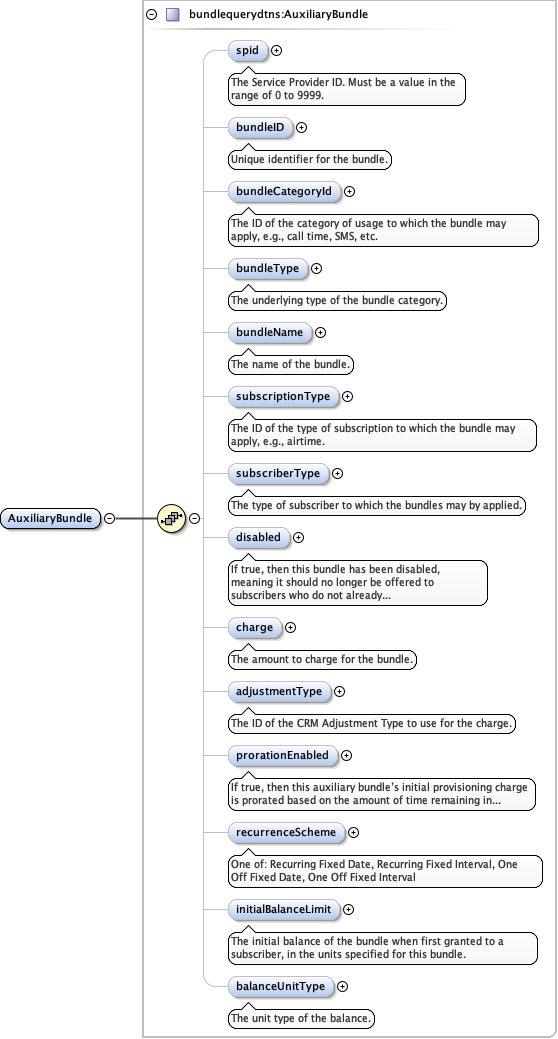 bundlequerydtns:AuxiliaryBundle
spid
The Service Provider ID. Must be a value in the
range of 0 to 9999.
bundleID
Unique identifier for the bundle.
bundleCategoryId
The ID of the category of usage to which the bundle may
apply, e.g., call time, SMS, etc.
bundleType
The underlying type of the bundle category.
bundleName
The name of the bundle.
subscriptionType
The ID of the type of subscription to which the bundle may
apply, e.g., airtime.
subscriberType
The type of subscriber to which the bundles may by applied.
AuxiliaryBundle
disabled
If true, then this bundle has been disabled,
meaning it should no longer be offered to
subscribers who do not already...
charge
The amount to charge for the bundle.
adjustmentType
The ID of the CRM Adjustment Type to use for the charge.
prorationEnabled
If true, then this auxiliary bundle's initial provisioning charge
is prorated based on the amount of time remaining in...
recurrenceScheme
One of: Recurring Fixed Date, Recurring Fixed Interval, One
Off Fixed Date, One Off Fixed Interval
initialBalanceLimit
The initial balance of the bundle when first granted to a
subscriber, in the units specified for this bundle.
balanceUnitType
The unit type of the balance.